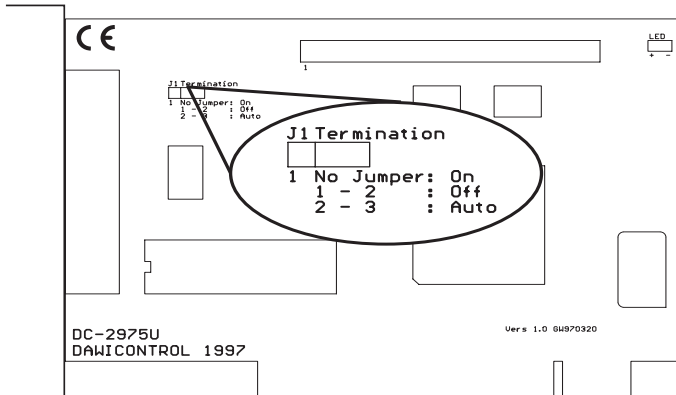 CE
LED
+ -
1
J1 Termination
1 No Jumper: On
1 - 2 : Off
2 - 3 : Auto
J1 Termination
1 No Jumper: On
1 - 2 : Off
2 - 3 : Auto
Vers 1.0 GW970320
DC-2975U
DAWICONTROL 1997